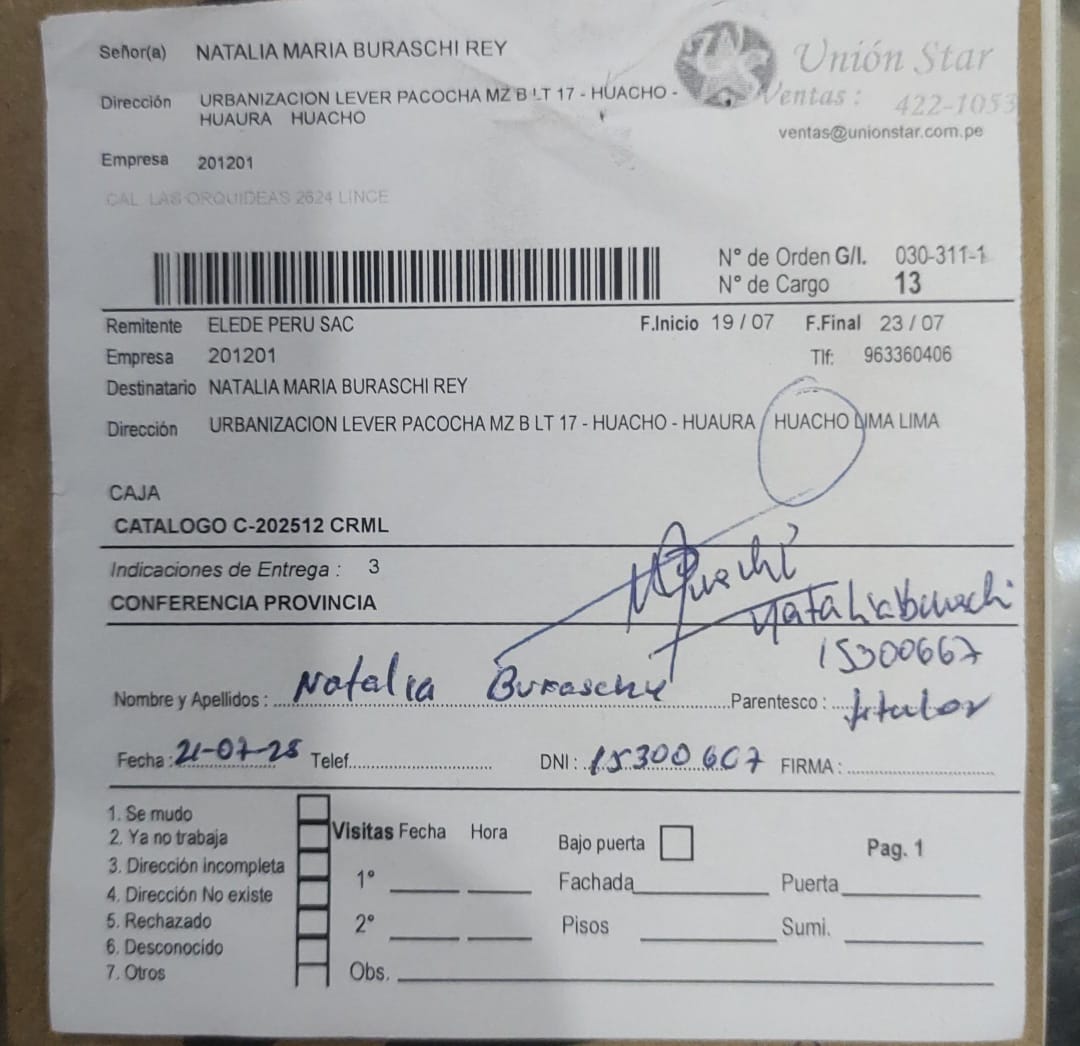 Señor(a) NATALIA MARIA BURASCHI REY
Unión Star
Dirección URBANIZACION LEVER PACOCHA MZ B LT 17 - HUACHO -
HUAURA HUACHO
Ventas : 422-1053
ventas@unionstar.com.pe
Empresa 201201
CAL. LAS ORQUIDEAS 2624 LINCE
N° de Orden G/I. 030-311-1
N° de Cargo 13
Remitente ELEDE PERU SAC F.Inicio 19 / 07 F.Final 23 / 07
Empresa 201201 Tlf: 963360406
Destinatario NATALIA MARIA BURASCHI REY
Dirección URBANIZACION LEVER PACOCHA MZ B LT 17 - HUACHO - HUAURA HUACHO LIMA LIMA
CAJA
CATALOGO C-202512 CRML
Indicaciones de Entrega : 3
CONFERENCIA PROVINCIA
Natalia Buraschi
15300667
Nombre y Apellidos : Natalia Buraschi Parentesco : titular
Fecha : 21-07-25 Telef. DNI : 15300607 FIRMA :
1. Se mudo
2. Ya no trabaja
3. Dirección incompleta
4. Dirección No existe
5. Rechazado
6. Desconocido
7. Otros
Visitas Fecha Hora
1°
2°
Obs.
Bajo puerta
Pag. 1
Fachada Puerta
Pisos Sumi.